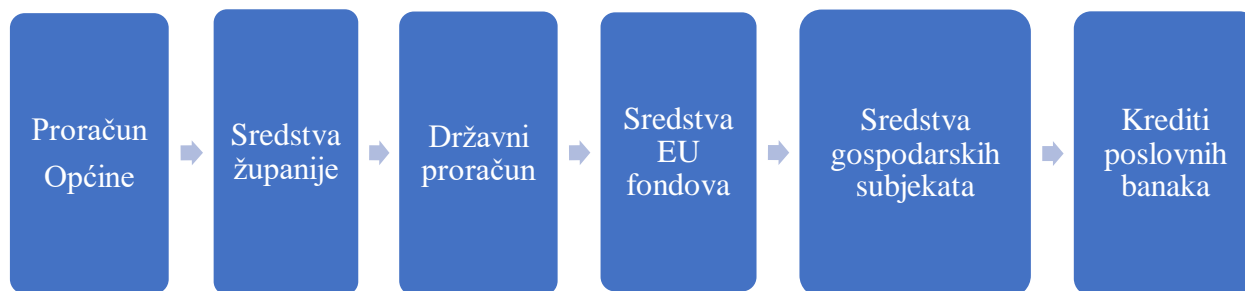 Proračun
Općine
Sredstva
županije
Državni
proračun
Sredstva
EU
fondova
Sredstva
gospodarskih
subjekata
Krediti
poslovnih
banaka